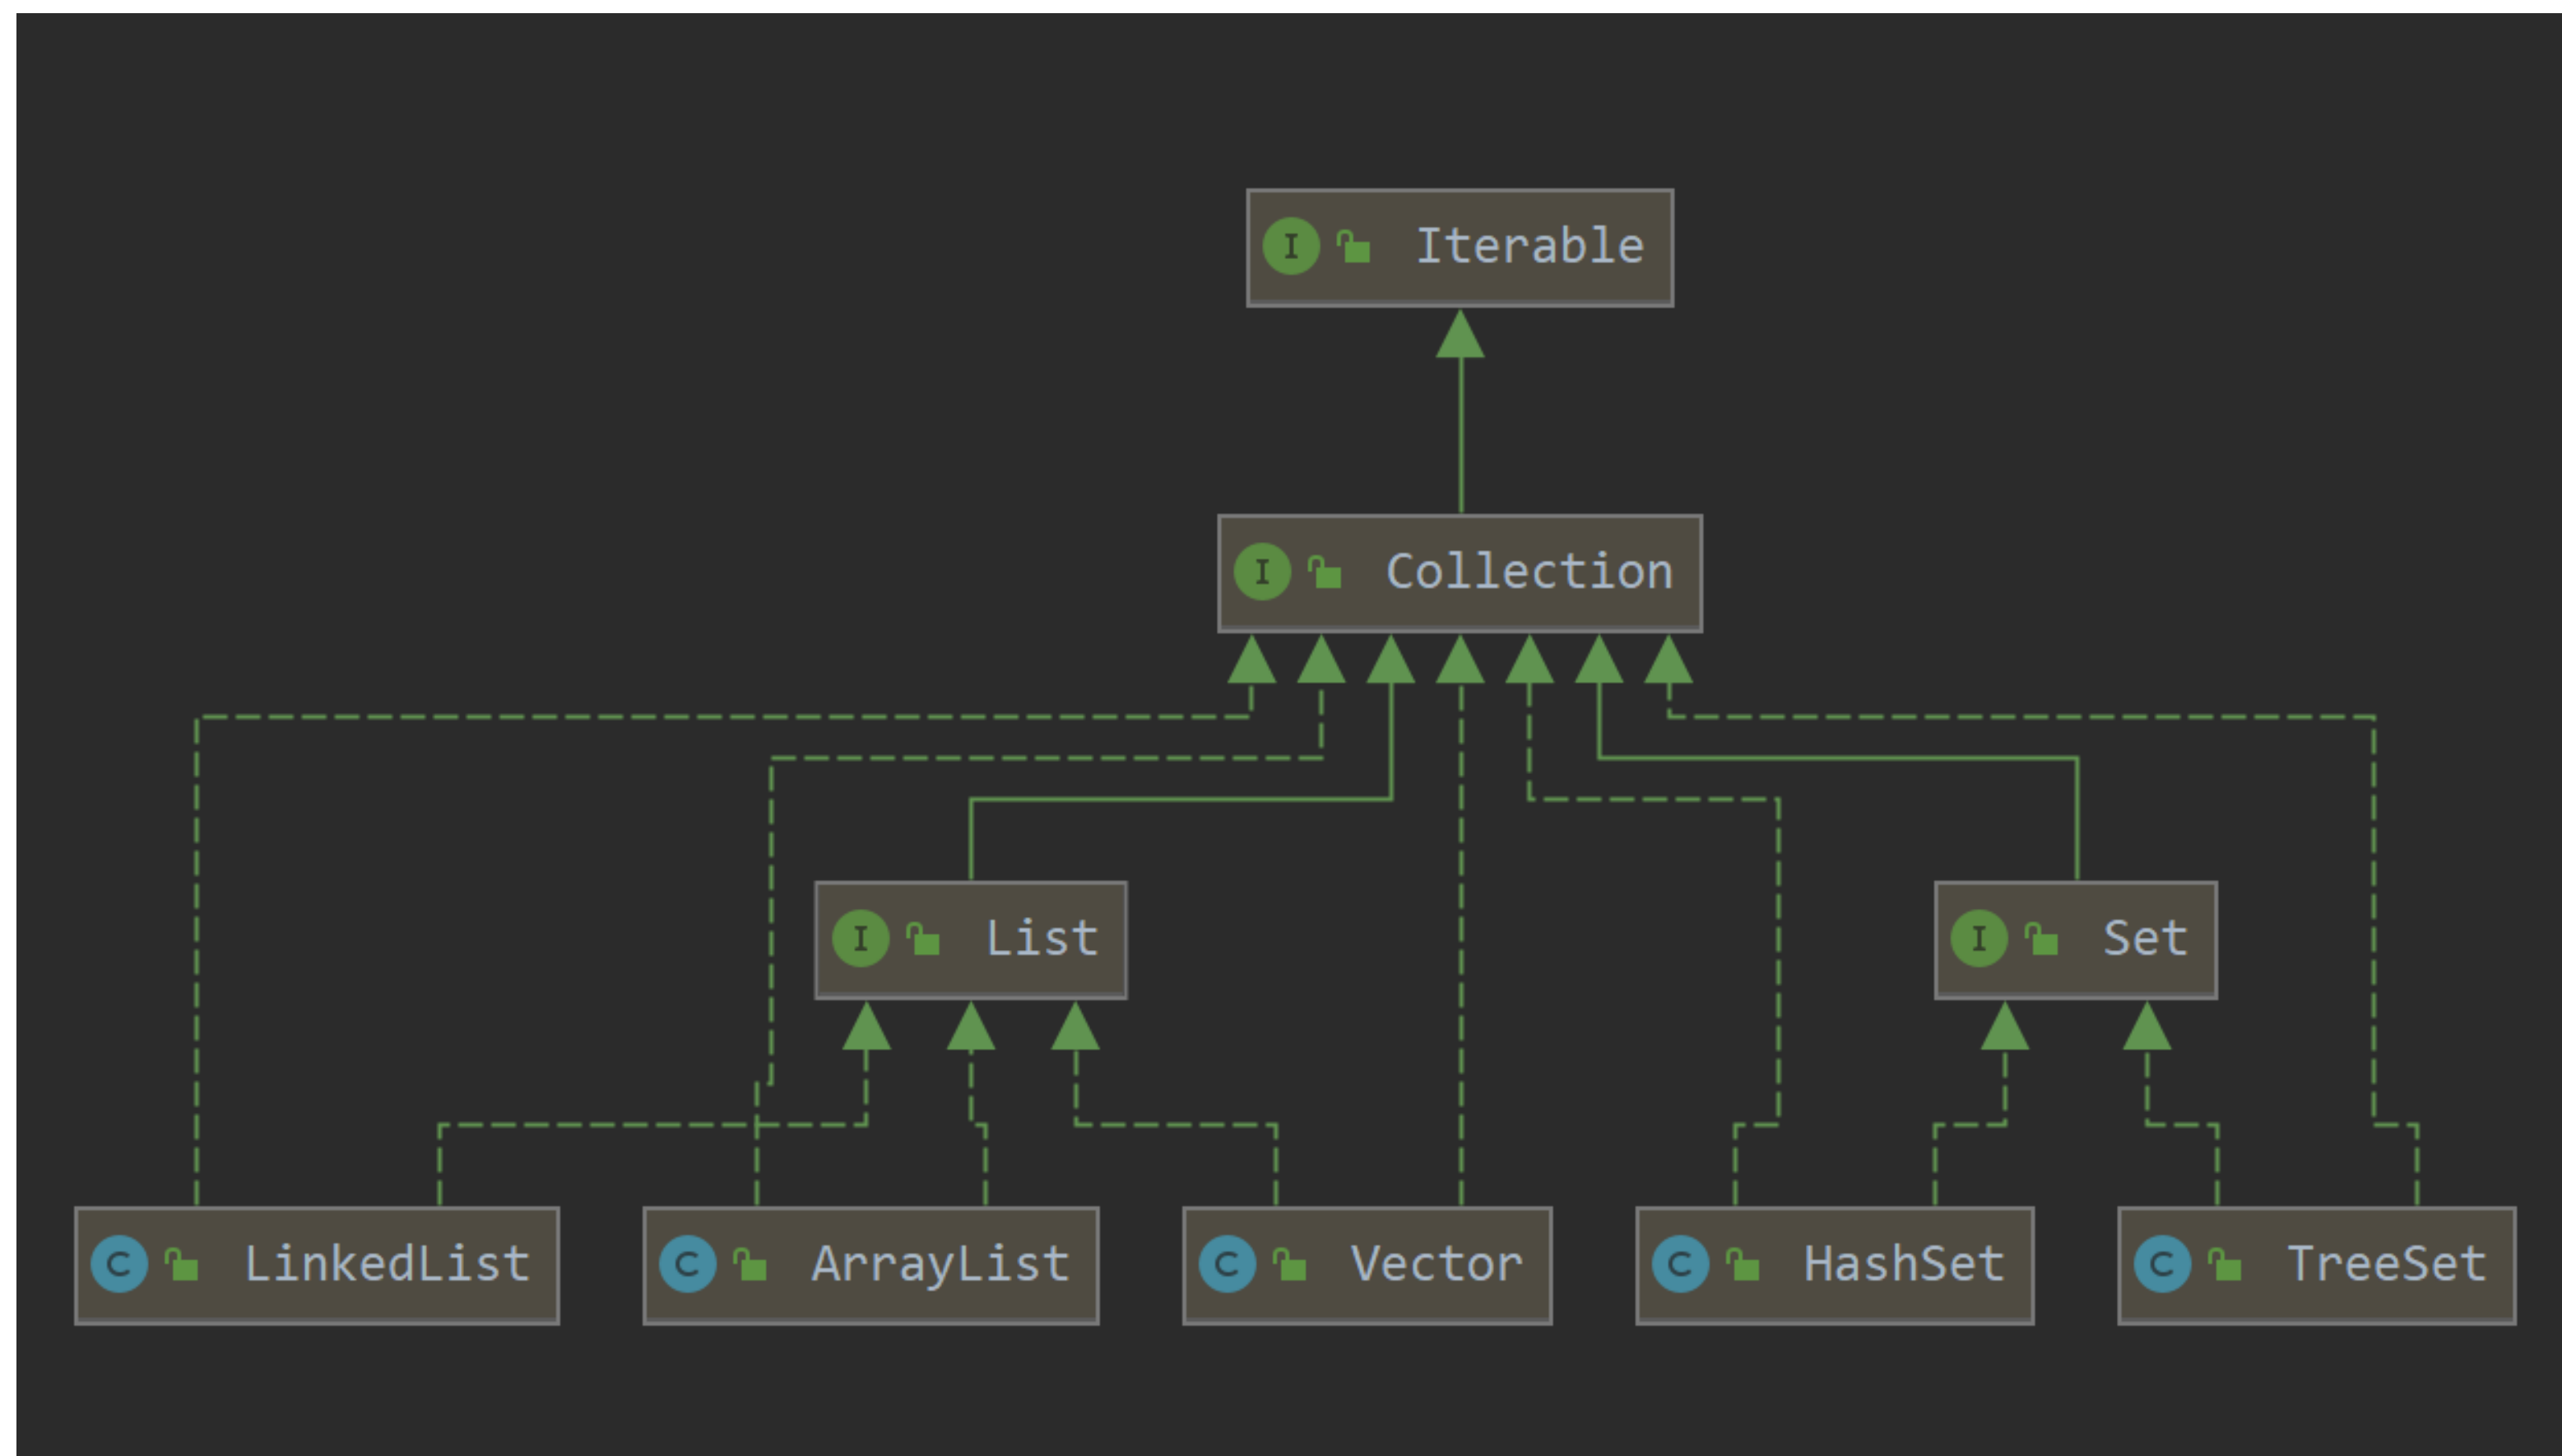 I Iterable
I Collection
I List
I Set
C LinkedList
C ArrayList
C Vector
C HashSet
C TreeSet